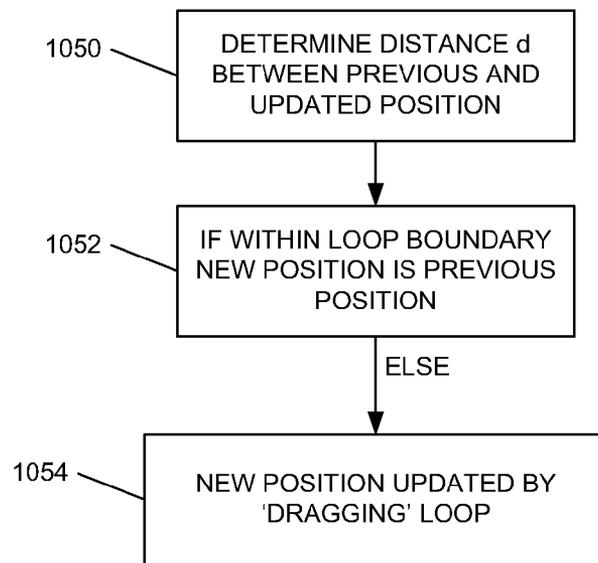 1050
DETERMINE DISTANCE d
BETWEEN PREVIOUS AND
UPDATED POSITION
1052
IF WITHIN LOOP BOUNDARY
NEW POSITION IS PREVIOUS
POSITION
ELSE
1054
NEW POSITION UPDATED BY
‘DRAGGING’ LOOP